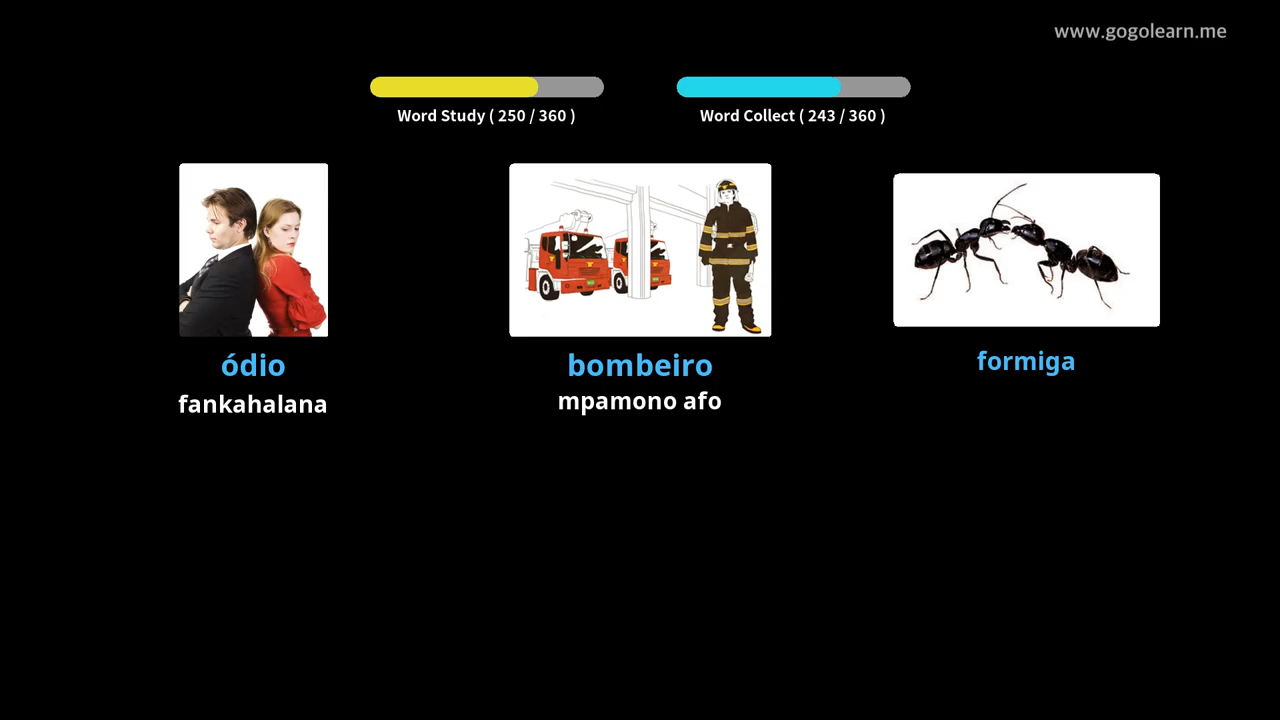 www.gogolearn.me
Word Study ( 250 / 360 )
Word Collect ( 243 / 360 )
ódio
bombeiro
formiga
fankahalana
mpamono afo